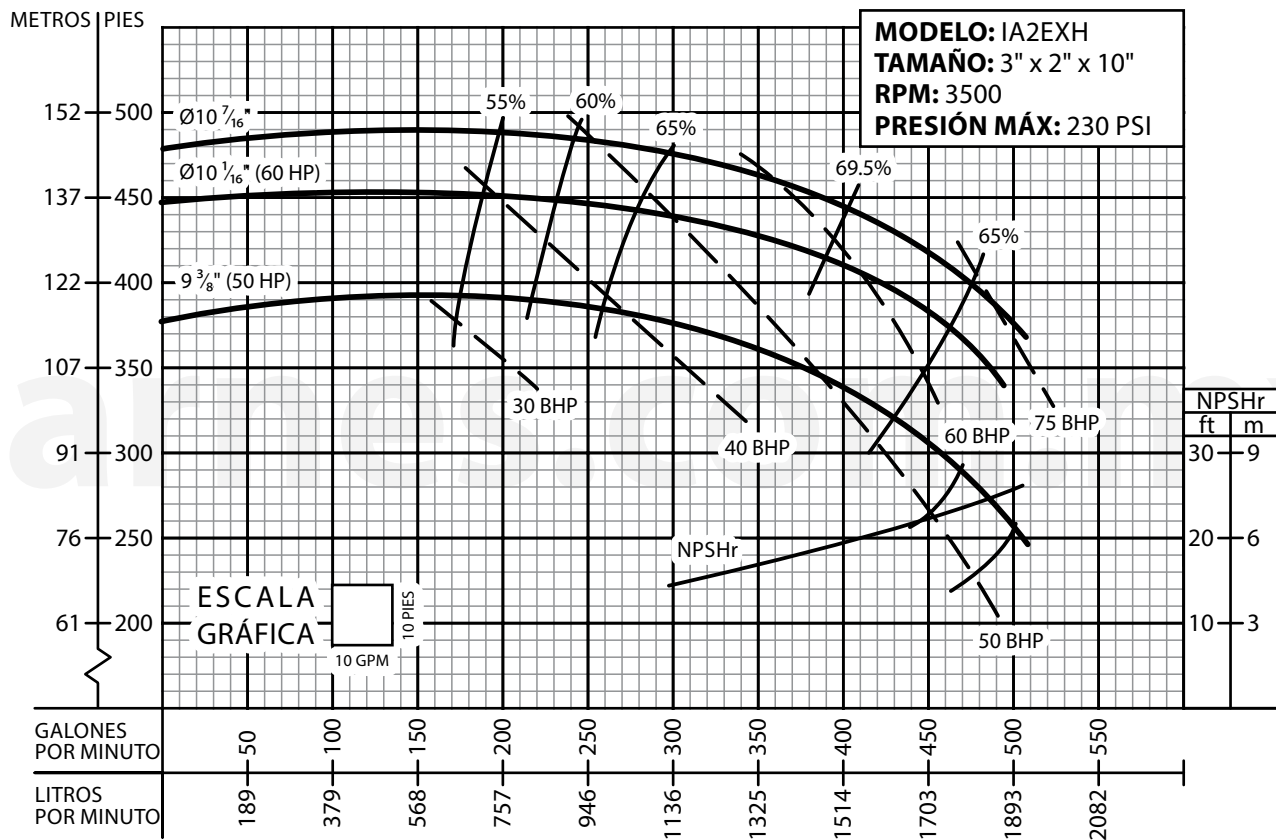 METROS PIES
MODELO: IA2EXH
TAMAÑO: 3" x 2" x 10"
RPM: 3500
PRESIÓN MÁX: 230 PSI
152 500
137 450
122 400
107 350
91 300
76 250
61 200
Ø10 7/16"
Ø10 1/16" (60 HP)
9 3/8" (50 HP)
55%
60%
65%
69.5%
65%
30 BHP
40 BHP
60 BHP
75 BHP
50 BHP
NPSHr
NPSHr
ft m
30 9
20 6
10 3
ESCALA
GRÁFICA
10 PIES
10 GPM
GALONES
POR MINUTO
50 100 150 200 250 300 350 400 450 500 550
LITROS
POR MINUTO
189 379 568 757 946 11136 11325 11514 11703 11893 2082